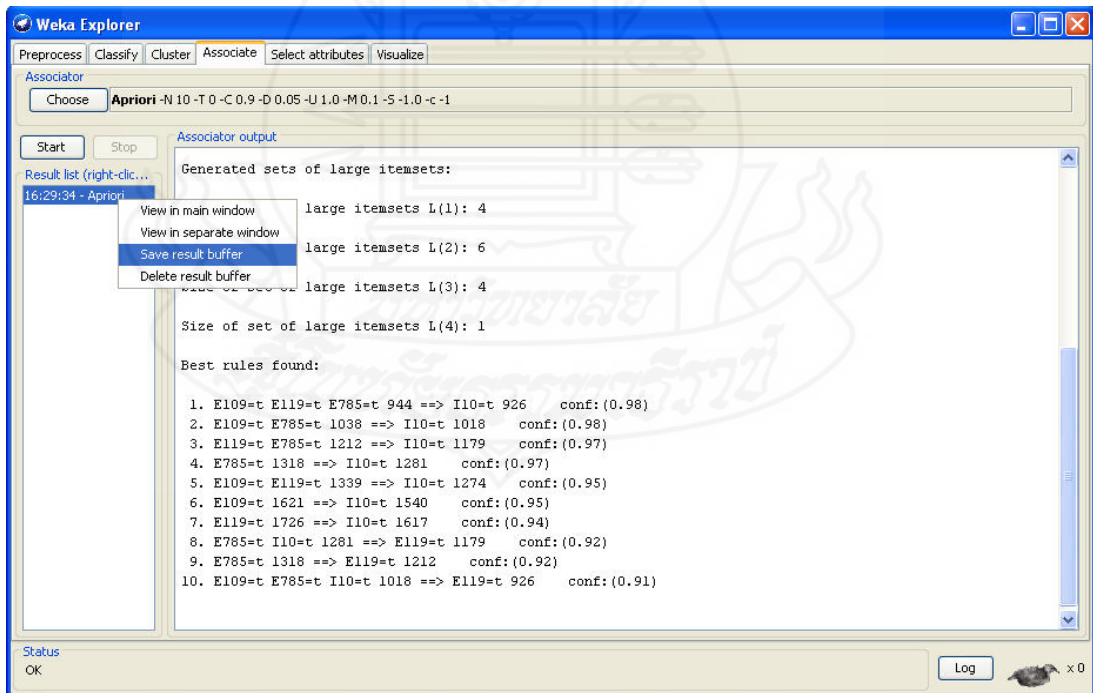 Weka Explorer
Preprocess Classify Cluster Associate Select attributes Visualize
Associator
Choose Apriori -N 10 -T 0 -C 0.9 -D 0.05 -U 1.0 -M 0.1 -S -1.0 -c -1
Start Stop
Result list (right-clic...
16:29:34 - Apriori
View in main window
View in separate window
Save result buffer
Delete result buffer
Associator output
Generated sets of large itemsets:
large itemsets L(1): 4
large itemsets L(2): 6
large itemsets L(3): 4
Size of set of large itemsets L(4): 1
Best rules found:
1. E109=t E119=t E785=t 944 ==> I10=t 926 conf:(0.98)
2. E109=t E785=t 1038 ==> I10=t 1018 conf:(0.98)
3. E119=t E785=t 1212 ==> I10=t 1179 conf:(0.97)
4. E785=t 1318 ==> I10=t 1281 conf:(0.97)
5. E109=t E119=t 1339 ==> I10=t 1274 conf:(0.95)
6. E109=t 1621 ==> I10=t 1540 conf:(0.95)
7. E119=t 1726 ==> I10=t 1617 conf:(0.94)
8. E785=t I10=t 1281 ==> E119=t 1179 conf:(0.92)
9. E785=t 1318 ==> E119=t 1212 conf:(0.92)
10. E109=t E785=t I10=t 1018 ==> E119=t 926 conf:(0.91)
Status
OK
Log
x 0